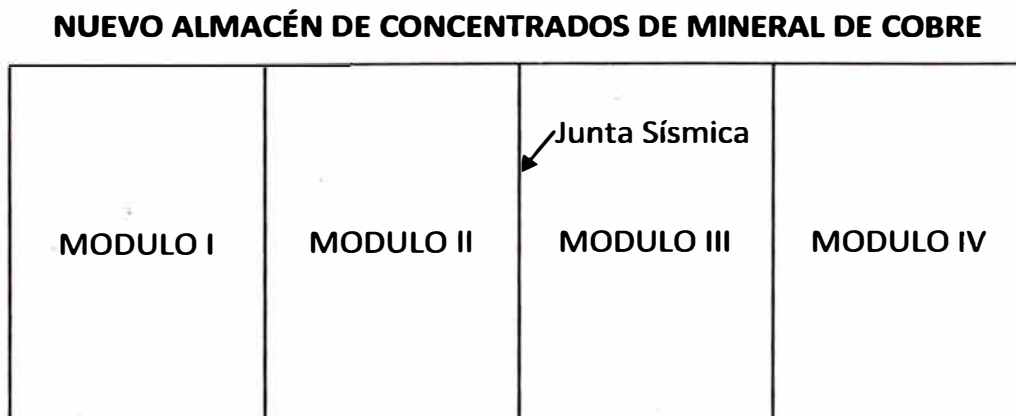 NUEVO ALMACÉN DE CONCENTRADOS DE MINERAL DE COBRE
Junta Sísmica
MODULO I
MODULO II
MODULO III
MODULO IV